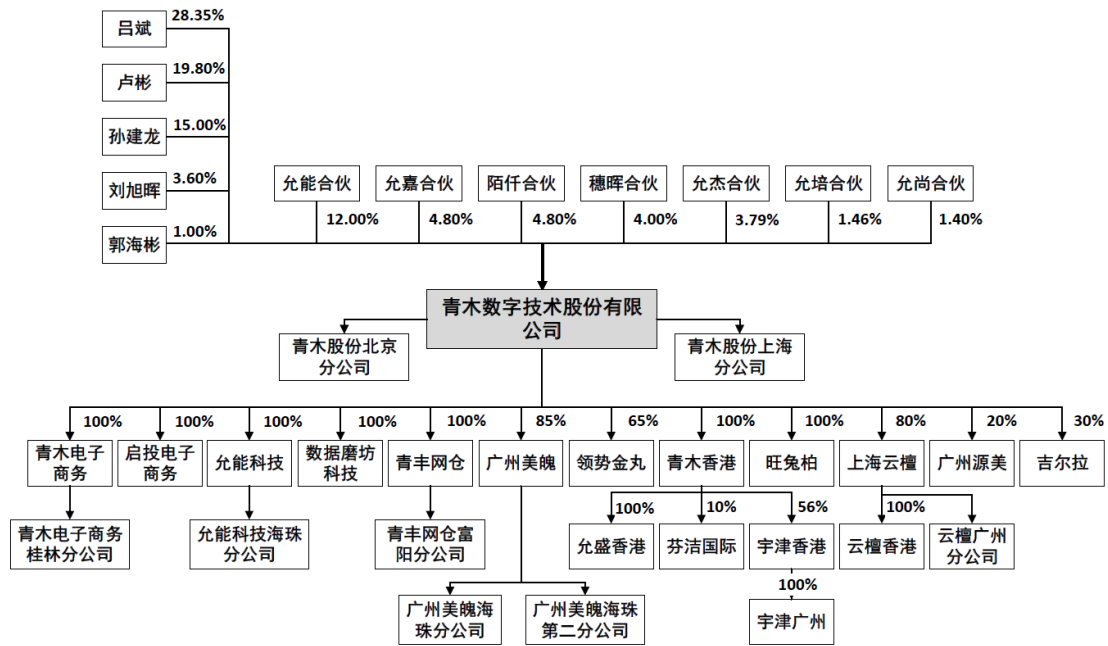 吕斌
28.35%
卢彬
19.80%
孙建龙
15.00%
刘旭晖
3.60%
郭海彬
1.00%
允能合伙
允嘉合伙
陌仟合伙
穗晖合伙
允杰合伙
允培合伙
允尚合伙
12.00%
4.80%
4.80%
4.00%
3.79%
1.46%
1.40%
青木数字技术股份有限
公司
青木股份北京
分公司
青木股份上海
分公司
100%
100%
100%
100%
100%
85%
65%
100%
100%
80%
20%
30%
青木电子
商务
启投电子
商务
允能科技
数据磨坊
科技
青丰网仓
广州美魄
领势金丸
青木香港
旺兔柏
上海云檀
广州源美
吉尔拉
100%
10%
56%
100%
青木电子商务
桂林分公司
允能科技海珠
分公司
青丰网仓富
阳分公司
允盛香港
芬洁国际
宇津香港
云檀香港
云檀广州
分公司
100%
广州美魄海
珠分公司
广州美魄海珠
第二分公司
宇津广州